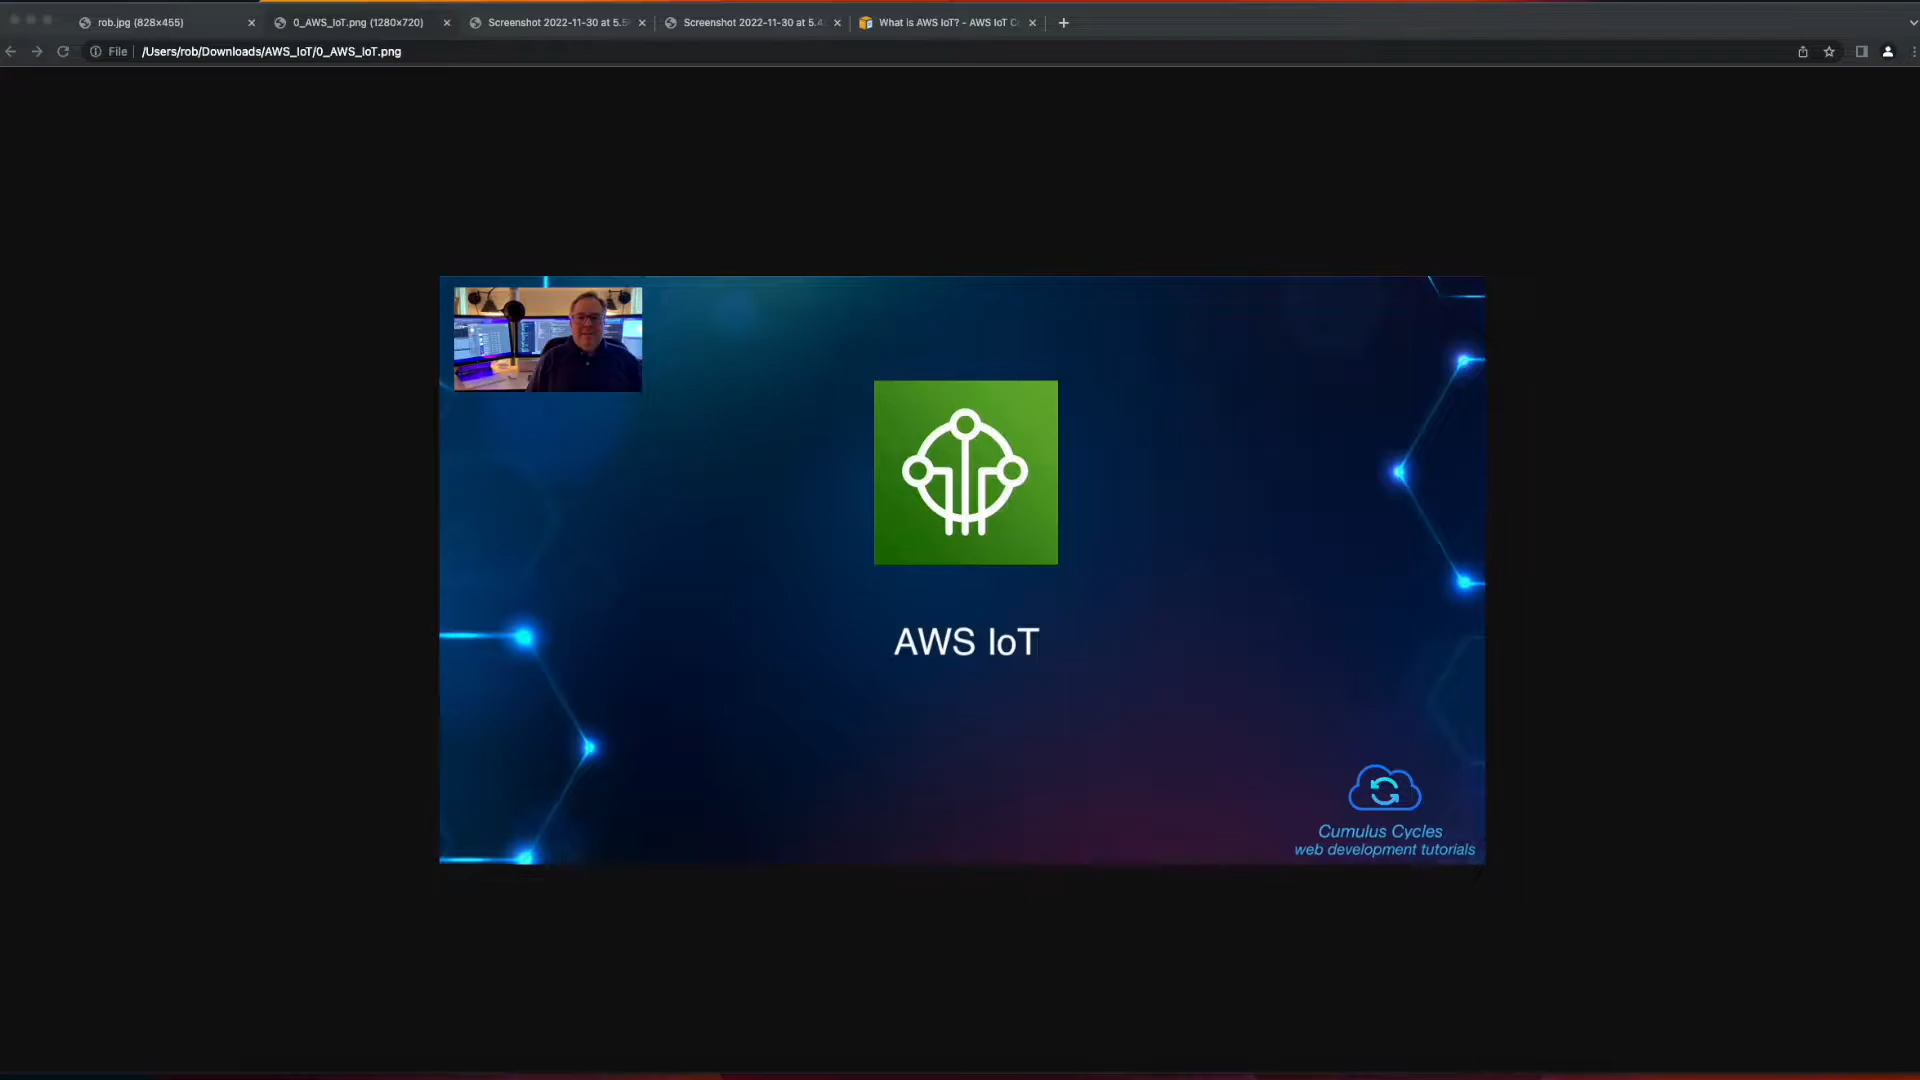 rob.jpg (828×455)
0_AWS_IoT.png (1280×720)
Screenshot 2022-11-30 at 5.5
Screenshot 2022-11-30 at 5.4
What is AWS IoT? - AWS IoT C
File
/Users/rob/Downloads/AWS_IoT/0_AWS_IoT.png
AWS IoT
Cumulus Cycles
web development tutorials